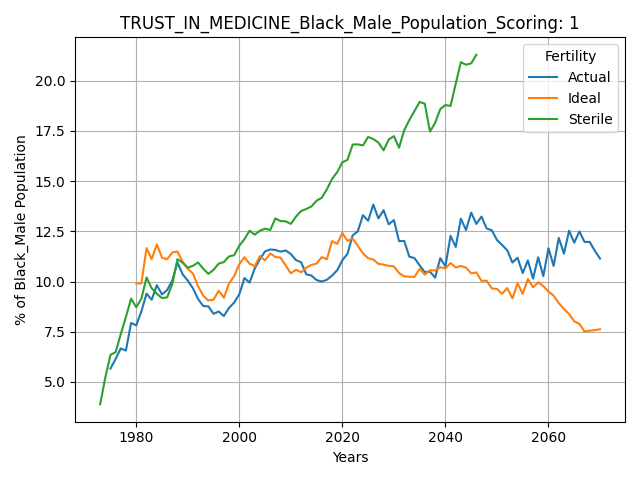 TRUST_IN_MEDICINE_Black_Male_Population_Scoring: 1
Fertility
Actual
Ideal
Sterile
% of Black_Male Population
20.0
17.5
15.0
12.5
10.0
7.5
5.0
1980
2000
2020
2040
2060
Years